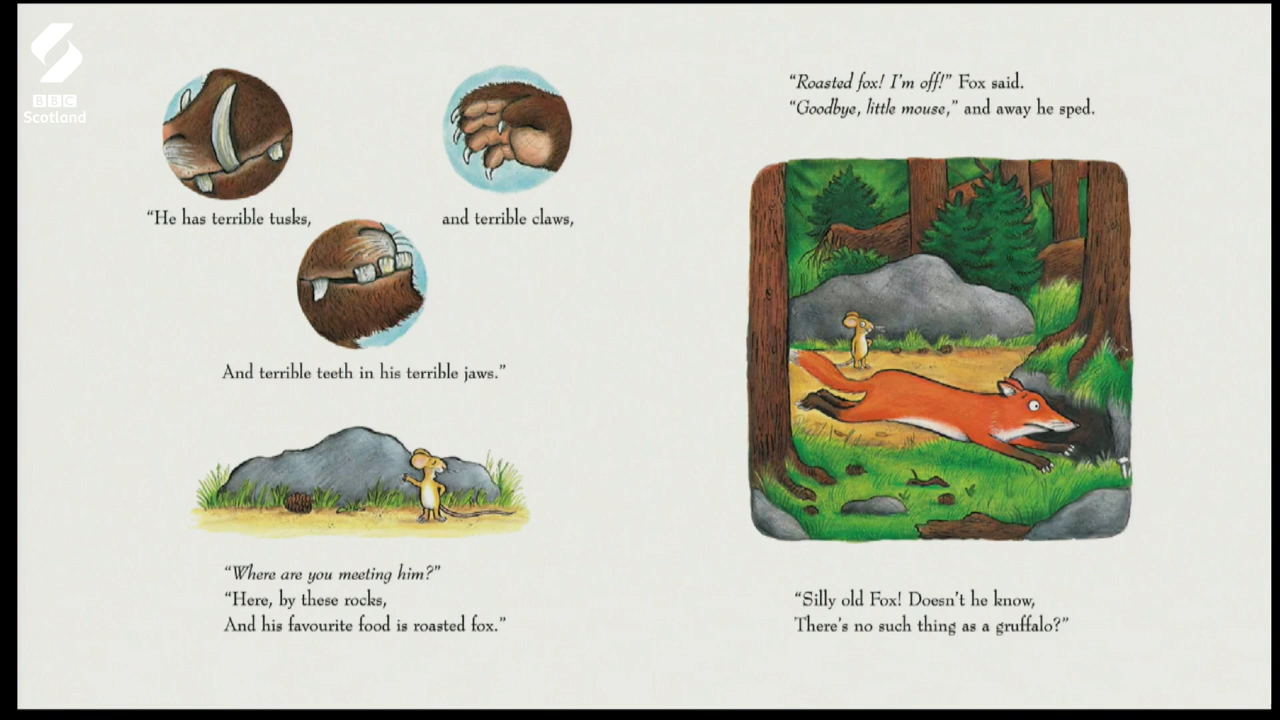 BBC
Scotland
“He has terrible tusks,
and terrible claws,
And terrible teeth in his terrible jaws.”
“Where are you meeting him?”
“Here, by these rocks,
And his favourite food is roasted fox.”
“Roasted fox! I’m off!” Fox said.
“Goodbye, little mouse,” and away he sped.
“Silly old Fox! Doesn’t he know,
There’s no such thing as a gruffalo?”